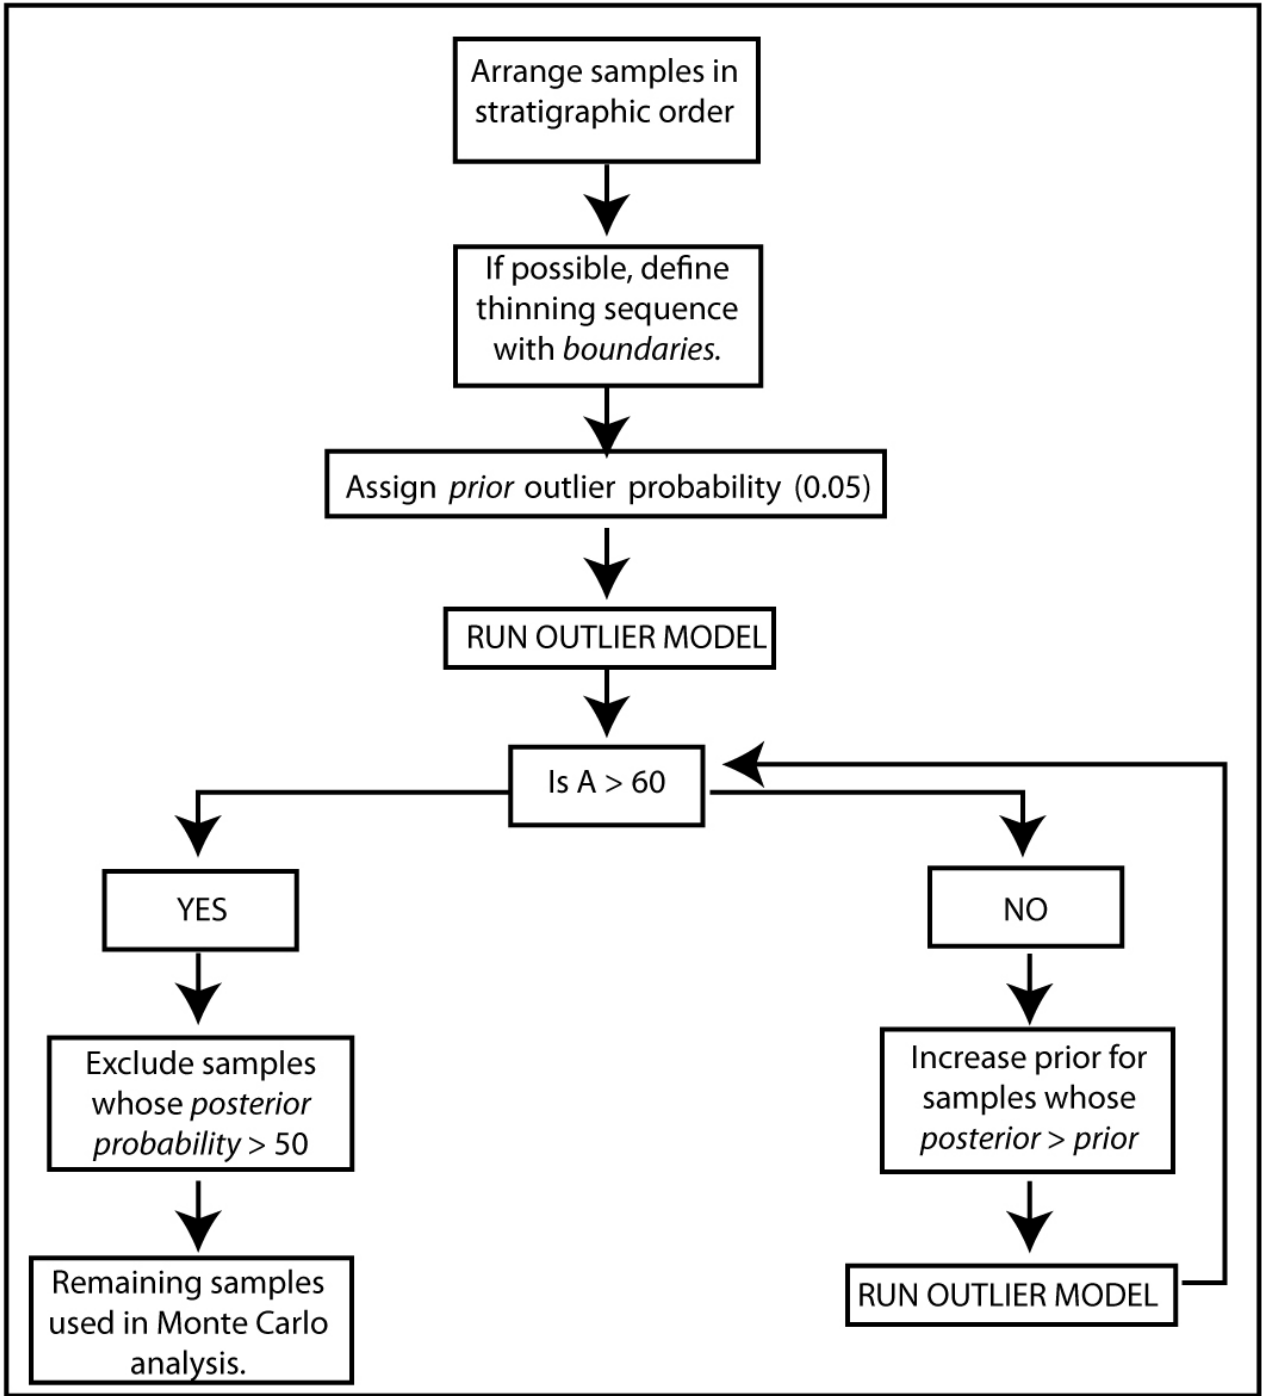 Arrange samples in
stratigraphic order
If possible, define
thinning sequence
with boundaries.
Assign prior outlier probability (0.05)
RUN OUTLIER MODEL
Is A > 60
YES
NO
Exclude samples
whose posterior
probability > 50
Increase prior for
samples whose
posterior > prior
Remaining samples
used in Monte Carlo
analysis.
RUN OUTLIER MODEL